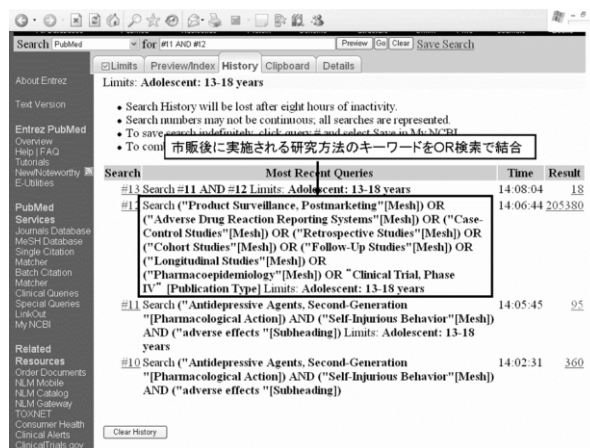 Search PubMed for #11 AND #12 Preview Go Clear Save Search
Limits Preview/Index History Clipboard Details
About Entrez
Text Version
Entrez PubMed
Overview
Help | FAQ
Tutorials
New/Noteworthy
E-Utilities
PubMed
Services
Journals Database
MeSH Database
Single Citation
Matcher
Batch Citation
Matcher
Clinical Queries
Special Queries
LinkOut
My NCBI
Related
Resources
Order Documents
NLM Mobile
NLM Catalog
NLM Gateway
TOXNET
Consumer Health
Clinical Alerts
ClinicalTrials.gov
Limits: Adolescent: 13-18 years
Search History will be lost after eight hours of inactivity.
Search numbers may not be continuous; all searches are represented.
To save search indefinitely, click query # and select Save in My NCBI.
To com
市販後に実施される研究方法のキーワードをOR検索で結合
Search Most Recent Queries Time Result
#13 Search #11 AND #12 Limits: Adolescent: 13-18 years 14:08:04 18
#12 Search ("Product Surveillance, Postmarketing"[Mesh]) OR 14:06:44 205380
("Adverse Drug Reaction Reporting Systems"[Mesh]) OR ("Case-
Control Studies"[Mesh]) OR ("Retrospective Studies"[Mesh]) OR
("Cohort Studies"[Mesh]) OR ("Follow-Up Studies"[Mesh]) OR
("Longitudinal Studies"[Mesh]) OR
("Pharmacoepidemiology"[Mesh]) OR "Clinical Trial, Phase
IV" [Publication Type] Limits: Adolescent: 13-18 years
#11 Search ("Antidepressive Agents, Second-Generation 14:05:45 95
"[Pharmacological Action]) AND ("Self-Injurious Behavior"[Mesh])
AND ("adverse effects "[Subheading]) Limits: Adolescent: 13-18
years
#10 Search ("Antidepressive Agents, Second-Generation 14:02:31 360
"[Pharmacological Action]) AND ("Self-Injurious Behavior"[Mesh])
AND ("adverse effects "[Subheading])
Clear History